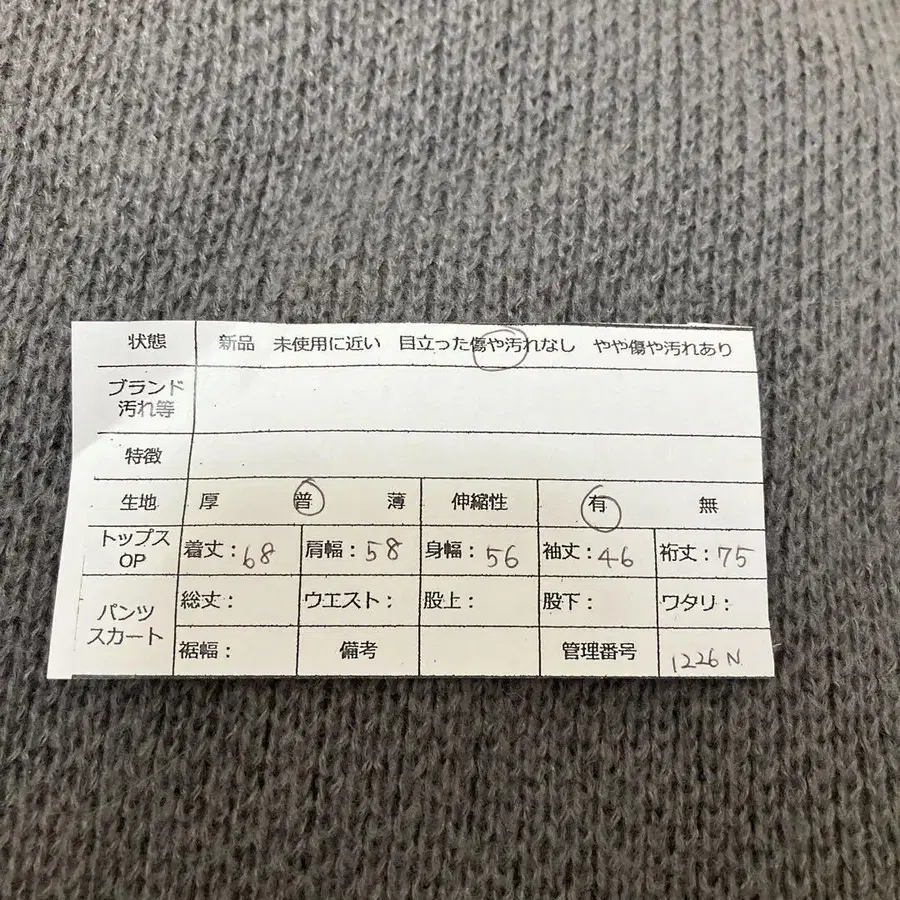 状態 新品 未使用に近い 目立った傷や汚れなし やや傷や汚れあり
ブランド
汚れ等
特徴
生地 厚 普 薄 伸縮性 有 無
トップス
OP
着丈：68 肩幅：58 身幅：56 袖丈：46 裄丈：75
パンツ
スカート
総丈： ウエスト： 股上： 股下： ワタリ：
裾幅： 備考 管理番号 1226N